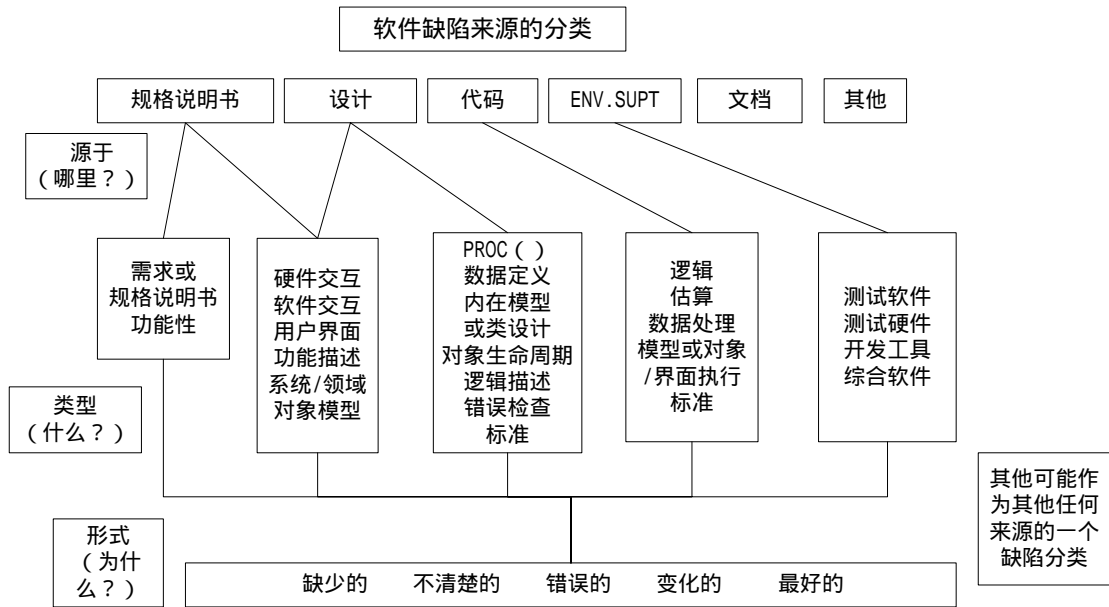 软件缺陷来源的分类
规格说明书
设计
代码
ENV.SUPT
文档
其他
源于
(哪里?)
需求或
规格说明书
功能性
硬件交互
软件交互
用户界面
功能描述
系统/领域
对象模型
PROC()
数据定义
内在模型
或类设计
对象生命周期
逻辑描述
错误检查
标准
逻辑
估算
数据处理
模型或对象
/界面执行
标准
测试软件
测试硬件
开发工具
综合软件
类型
(什么?)
其他可能作
为其他任何
来源的一个
缺陷分类
形式
(为什
么?)
缺少的 不清楚的 错误的 变化的 最好的